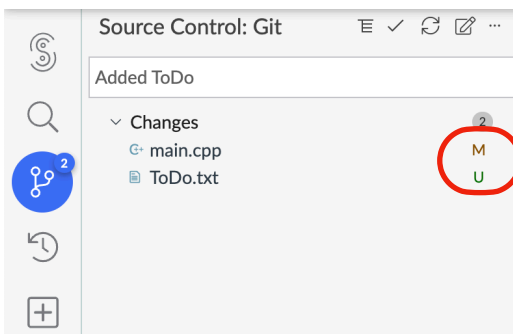 Source Control: Git
Added ToDo
Changes 2
main.cpp M
2
ToDo.txt U